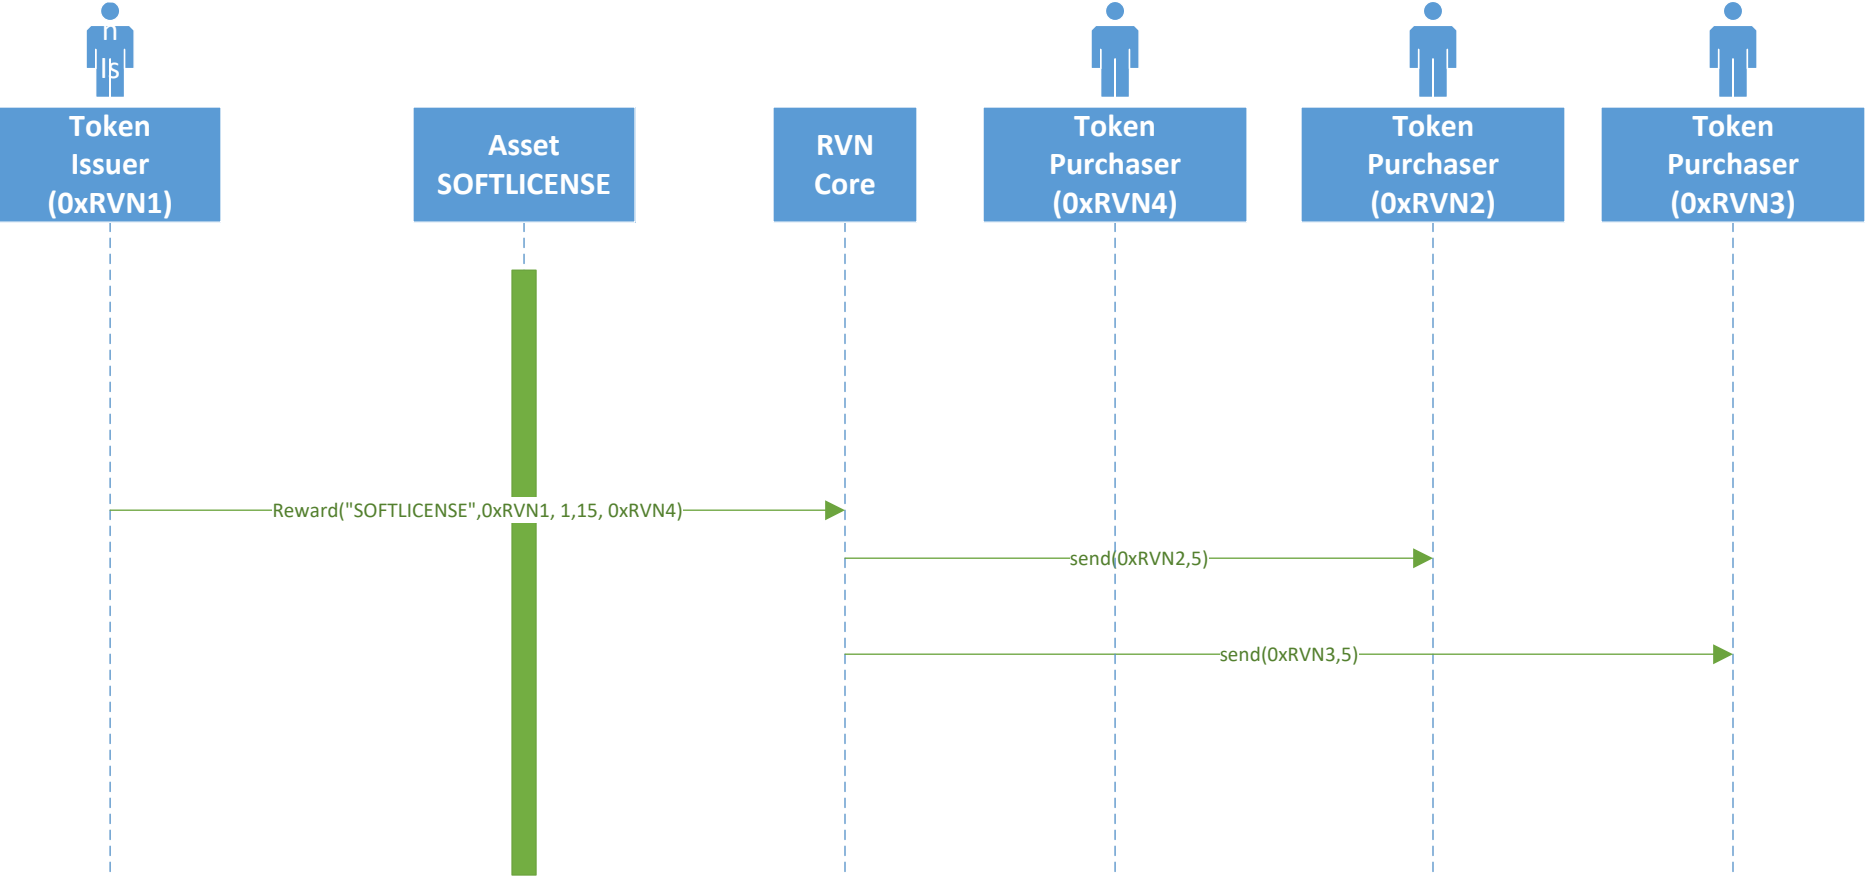 n
Is
Token
Issuer
(0xRVN1)
Asset
SOFTLICENSE
RVN
Core
Token
Purchaser
(0xRVN4)
Token
Purchaser
(0xRVN2)
Token
Purchaser
(0xRVN3)
Reward("SOFTLICENSE",0xRVN1, 1,15, 0xRVN4)
send(0xRVN2,5)
send(0xRVN3,5)